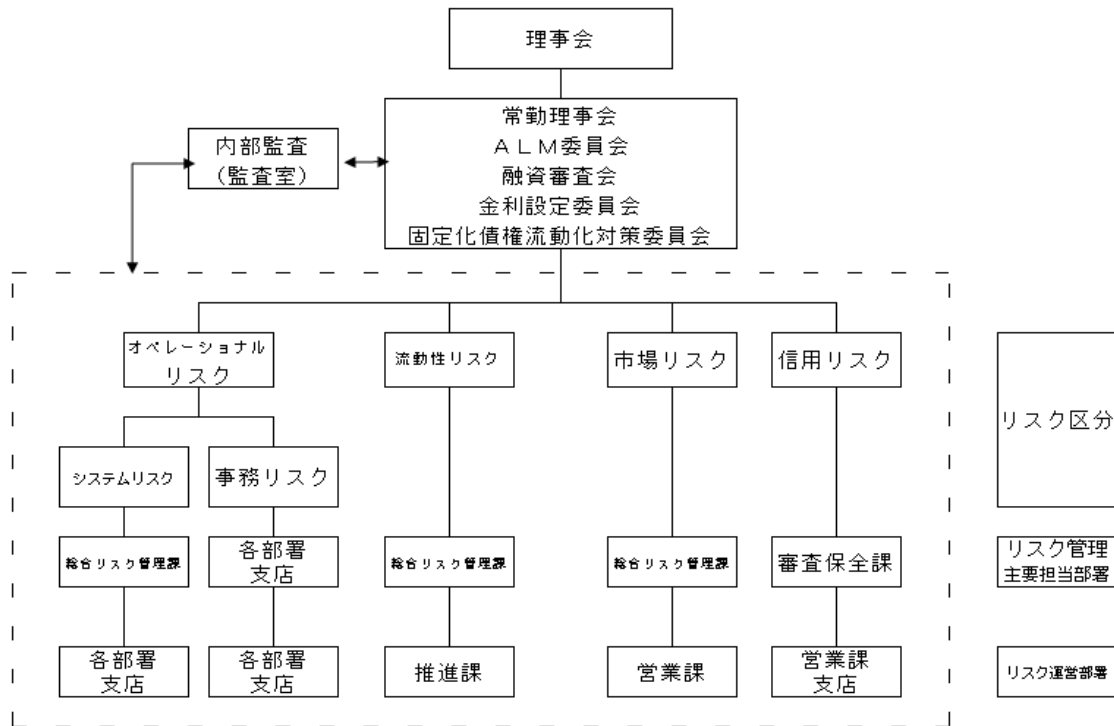 理事会
常勤理事会
ＡＬＭ委員会
融資審査会
金利設定委員会
固定化債権流動化対策委員会
内部監査
(監査室)
オペレーショナル
リスク
流動性リスク
市場リスク
信用リスク
リスク区分
システムリスク
事務リスク
総合リスク管理課
各部署
支店
総合リスク管理課
総合リスク管理課
審査保全課
リスク管理
主要担当部署
各部署
支店
各部署
支店
推進課
営業課
営業課
支店
リスク運営部署